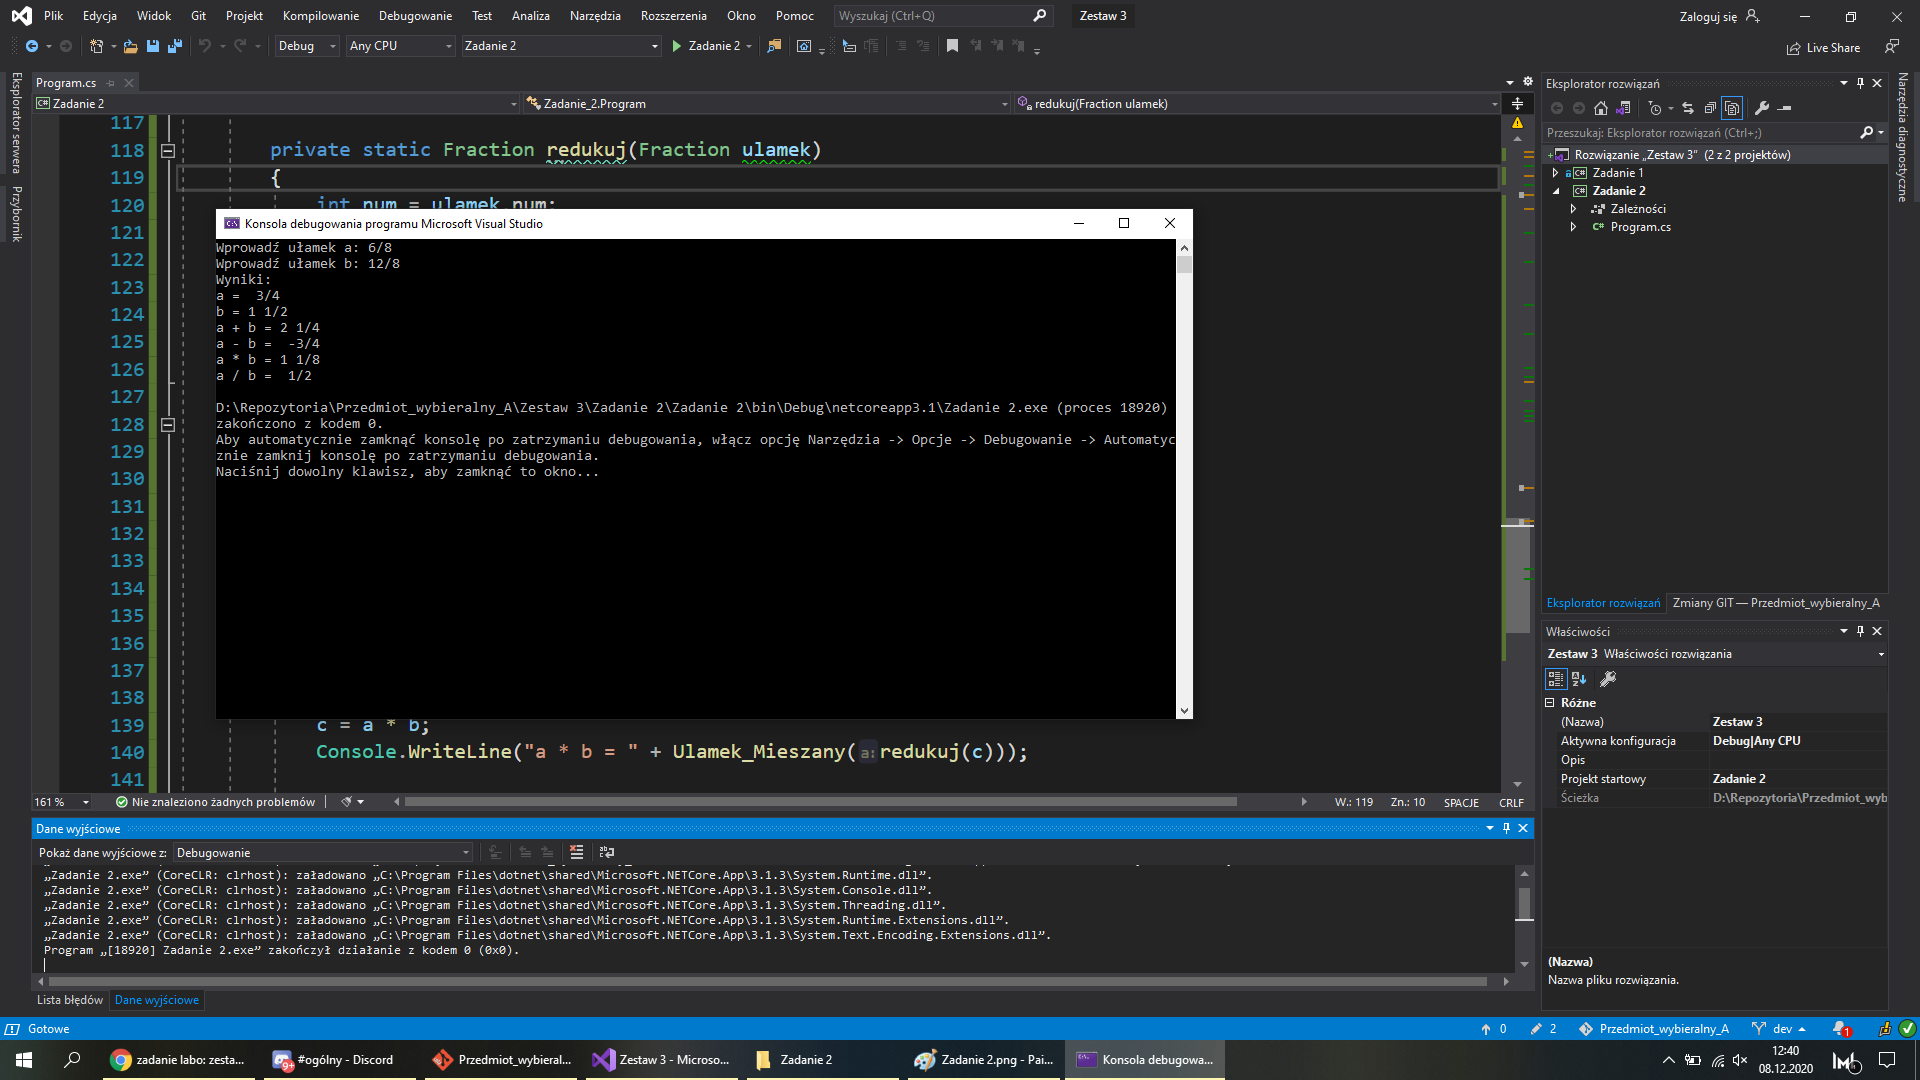 Plik Edycja Widok Git Projekt Kompilowanie Debugowanie Test Analiza Narzędzia Rozszerzenia Okno Pomoc Wyszukaj (Ctrl+Q) Zestaw 3 Zaloguj się
Debug Any CPU Zadanie 2 Zadanie 2 Live Share
Eksplorator serwera
Przybornik
Program.cs
Zadanie 2 Zadanie_2.Program redukuj(Fraction ulamek)
117
118 private static Fraction redukuj(Fraction ulamek)
119 {
120 int num = ulamek.num;
121
122
123
124
125
126
127
128
129
130
131
132
133
134
135
136
137
138
139 c = a * b;
140 Console.WriteLine("a * b = " + Ulamek_Mieszany(a: redukuj(c)));
141
Konsola debugowania programu Microsoft Visual Studio
Wprowadź ułamek a: 6/8
Wprowadź ułamek b: 12/8
Wyniki:
a =  3/4
b = 1 1/2
a + b = 2 1/4
a - b =  -3/4
a * b = 1 1/8
a / b =  1/2
D:\Repozytoria\Przedmiot_wybieralny_A\Zestaw 3\Zadanie 2\Zadanie 2\bin\Debug\netcoreapp3.1\Zadanie 2.exe (proces 18920)
zakończono z kodem 0.
Aby automatycznie zamknąć konsolę po zatrzymaniu debugowania, włącz opcję Narzędzia -> Opcje -> Debugowanie -> Automatyc
znie zamknij konsolę po zatrzymaniu debugowania.
Naciśnij dowolny klawisz, aby zamknąć to okno...
161 % Nie znaleziono żadnych problemów W.: 119 Zn.: 10 SPACJE CRLF
Dane wyjściowe
Pokaż dane wyjściowe z: Debugowanie
„Zadanie 2.exe” (CoreCLR: clrhost): załadowano „C:\Program Files\dotnet\shared\Microsoft.NETCore.App\3.1.3\System.Runtime.dll”.
„Zadanie 2.exe” (CoreCLR: clrhost): załadowano „C:\Program Files\dotnet\shared\Microsoft.NETCore.App\3.1.3\System.Console.dll”.
„Zadanie 2.exe” (CoreCLR: clrhost): załadowano „C:\Program Files\dotnet\shared\Microsoft.NETCore.App\3.1.3\System.Threading.dll”.
„Zadanie 2.exe” (CoreCLR: clrhost): załadowano „C:\Program Files\dotnet\shared\Microsoft.NETCore.App\3.1.3\System.Runtime.Extensions.dll”.
„Zadanie 2.exe” (CoreCLR: clrhost): załadowano „C:\Program Files\dotnet\shared\Microsoft.NETCore.App\3.1.3\System.Text.Encoding.Extensions.dll”.
Program „[18920] Zadanie 2.exe” zakończył działanie z kodem 0 (0x0).
Lista błędów Dane wyjściowe
Eksplorator rozwiązań
Przeszukaj: Eksplorator rozwiązań (Ctrl+;)
Rozwiązanie „Zestaw 3” (2 z 2 projektów)
Zadanie 1
Zadanie 2
Zależności
Program.cs
Eksplorator rozwiązań Zmiany GIT — Przedmiot_wybieralny_A
Właściwości
Zestaw 3 Właściwości rozwiązania
Różne
(Nazwa) Zestaw 3
Aktywna konfiguracja Debug|Any CPU
Opis
Projekt startowy Zadanie 2
Ścieżka D:\Repozytoria\Przedmiot_wyb
(Nazwa)
Nazwa pliku rozwiązania.
Narzędzia diagnostyczne
Gotowe 0 2 Przedmiot_wybieralny_A dev 1
zadanie labo: zesta... 9+ #ogólny - Discord Przedmiot_wybieral... Zestaw 3 - Microso... Zadanie 2 Zadanie 2.png - Pai... Konsola debugowa... 12:40
08.12.2020